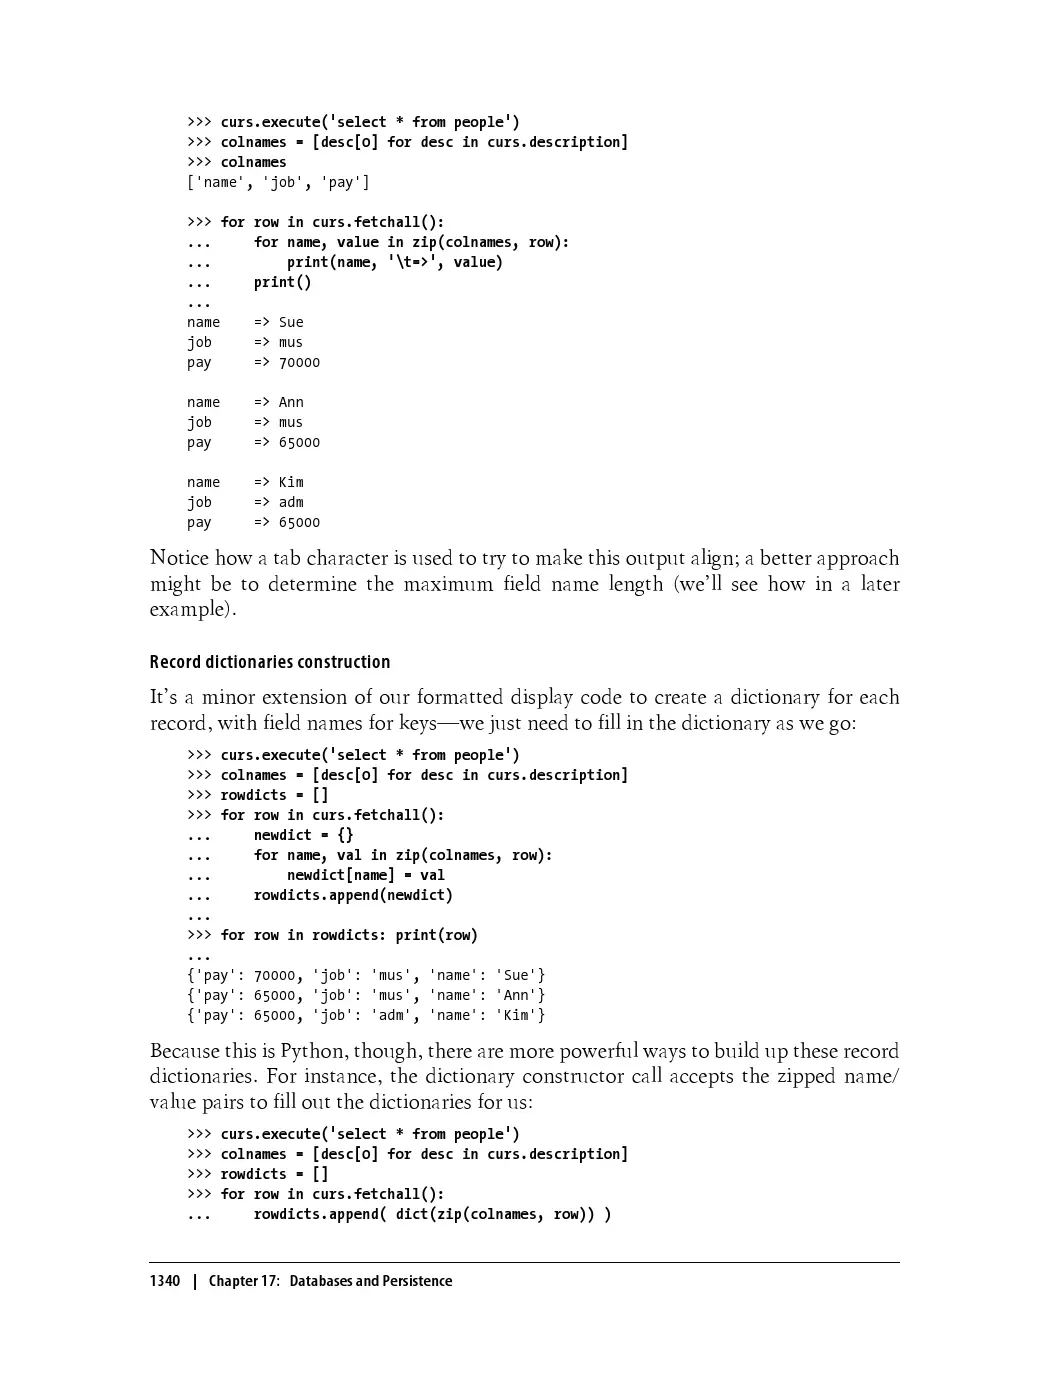 >>> curs.execute('select * from people')
>>> colnames = [desc[0] for desc in curs.description]
>>> colnames
['name', 'job', 'pay']
>>> for row in curs.fetchall():
...     for name, value in zip(colnames, row):
...         print(name, '\t=>', value)
...     print()
...
name    => Sue
job     => mus
pay     => 70000
name    => Ann
job     => mus
pay     => 65000
name    => Kim
job     => adm
pay     => 65000
Notice how a tab character is used to try to make this output align; a better approach
might be to determine the maximum field name length (we’ll see how in a later
example).
Record dictionaries construction
It’s a minor extension of our formatted display code to create a dictionary for each
record, with field names for keys—we just need to fill in the dictionary as we go:
>>> curs.execute('select * from people')
>>> colnames = [desc[0] for desc in curs.description]
>>> rowdicts = []
>>> for row in curs.fetchall():
...     newdict = {}
...     for name, val in zip(colnames, row):
...         newdict[name] = val
...     rowdicts.append(newdict)
...
>>> for row in rowdicts: print(row)
...
{'pay': 70000, 'job': 'mus', 'name': 'Sue'}
{'pay': 65000, 'job': 'mus', 'name': 'Ann'}
{'pay': 65000, 'job': 'adm', 'name': 'Kim'}
Because this is Python, though, there are more powerful ways to build up these record
dictionaries. For instance, the dictionary constructor call accepts the zipped name/
value pairs to fill out the dictionaries for us:
>>> curs.execute('select * from people')
>>> colnames = [desc[0] for desc in curs.description]
>>> rowdicts = []
>>> for row in curs.fetchall():
...     rowdicts.append( dict(zip(colnames, row)) )
1340 | Chapter 17: Databases and Persistence